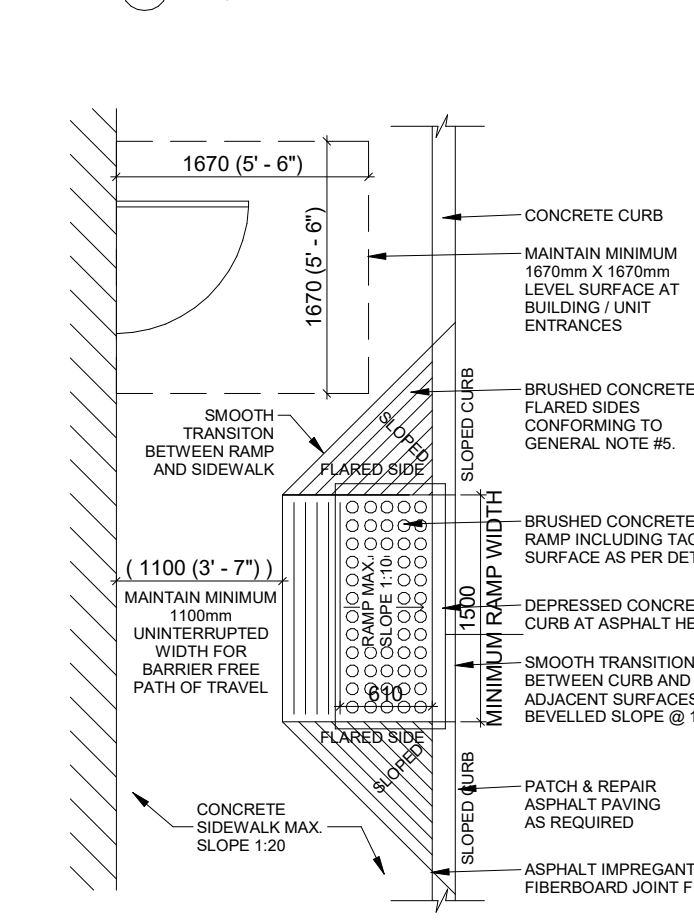 1670 (5' - 6")
1670 (5' - 6")
CONCRETE CURB
MAINTAIN MINIMUM
1670mm X 1670mm
LEVEL SURFACE AT
BUILDING / UNIT
ENTRANCES
SLOPED CURB
BRUSHED CONCRETE
FLARED SIDES
CONFORMING TO
GENERAL NOTE #5.
SMOOTH
TRANSITON
BETWEEN RAMP
AND SIDEWALK
SLOPED
FLARED SIDE
BRUSHED CONCRETE
RAMP INCLUDING TAC
SURFACE AS PER DET
( 1100 (3' - 7") )
MAINTAIN MINIMUM
1100mm
UNINTERRUPTED
WIDTH FOR
BARRIER FREE
PATH OF TRAVEL
RAMP MAX.
SLOPE 1:10
610
1500
MINIMUM RAMP WIDTH
DEPRESSED CONCRE
CURB AT ASPHALT HE
SMOOTH TRANSITION
BETWEEN CURB AND
ADJACENT SURFACES
BEVELLED SLOPE @ 1
FLARED SIDE
SLOPED
SLOPED CURB
PATCH & REPAIR
ASPHALT PAVING
AS REQUIRED
CONCRETE
SIDEWALK MAX.
SLOPE 1:20
ASPHALT IMPREGANT
FIBERBOARD JOINT F